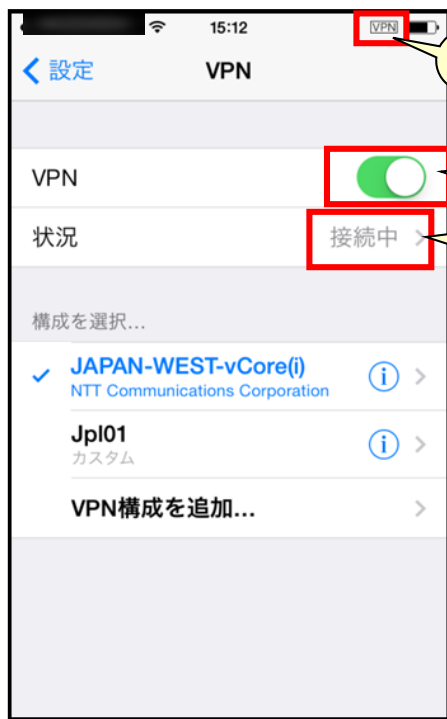 15:12 VPN
設定 VPN
VPN
状況 接続中
構成を選択...
JAPAN-WEST-vCore(i)
NTT Communications Corporation
Jpl01
カスタム
VPN構成を追加...